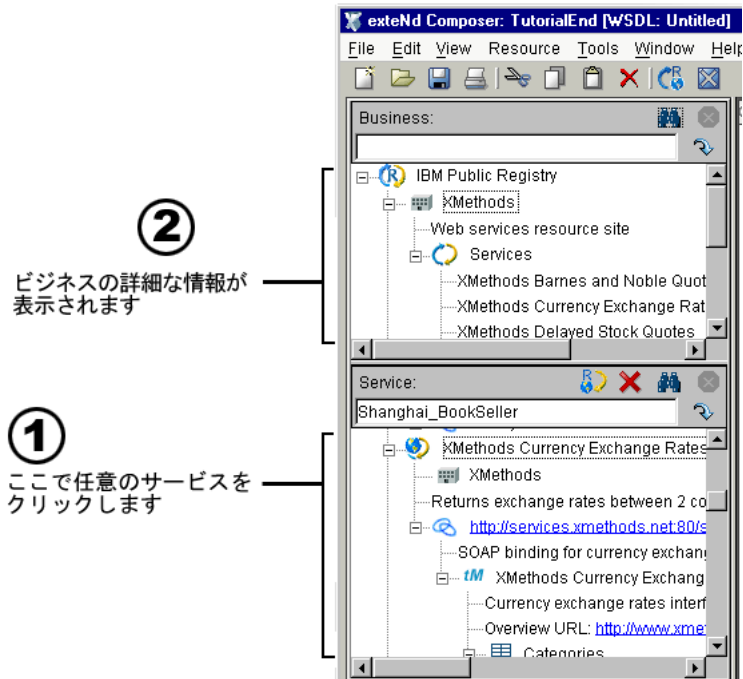 exteNd Composer: TutorialEnd [WSDL: Untitled]
File Edit View Resource Tools Window Help
Business:
IBM Public Registry
XMethods
Web services resource site
Services
XMethods Barnes and Noble Quot
XMethods Currency Exchange Rat
XMethods Delayed Stock Quotes
②
ビジネスの詳細な情報が
表示されます
Service:
Shanghai_BookSeller
XMethods Currency Exchange Rates
XMethods
Returns exchange rates between 2 co
http://services.xmethods.net:80/s
SOAP binding for currency exchang
tM XMethods Currency Exchang
Currency exchange rates interf
Overview URL: http://www.xme
Categories
①
ここで任意のサービスを
クリックします